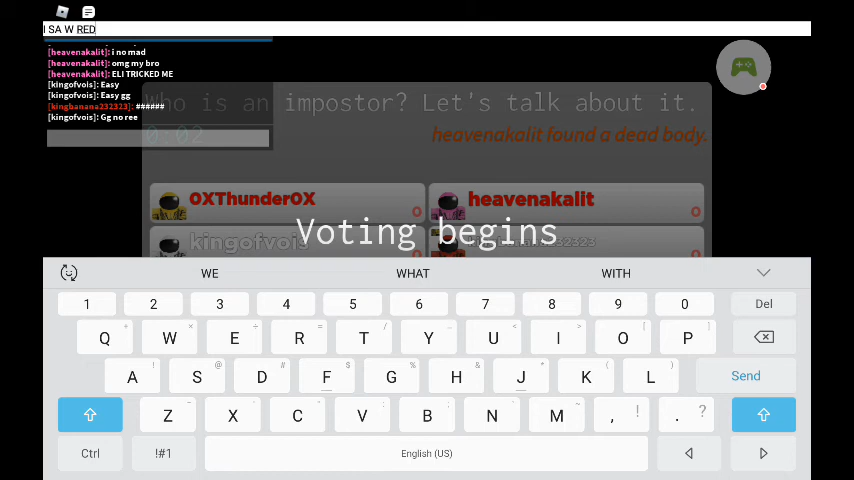 I SA W RED
[heavenakalit]: i no mad
[heavenakalit]: omg my bro
[heavenakalit]: ELI TRICKED ME
[kingofvois]: Easy
[kingofvois]: Easy gg
[kingbanana232323]: ######
[kingofvois]: Gg no ree
Who is an impostor? Let's talk about it.
0:02
heavenakalit found a dead body.
0XThunder0X 0
heavenakalit 0
kingofvois
Voting begins
WE WHAT WITH
1 2 3 4 5 6 7 8 9 0 Del
Q W E R T Y U I O P
A S D F G H J K L Send
Z X C V B N M , ! . ?
Ctrl !#1 English (US)